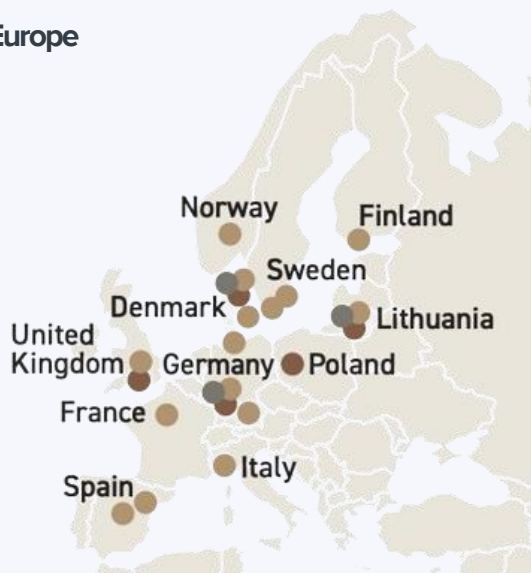 Europe
Norway
Finland
Sweden
Denmark
Lithuania
United
Kingdom
Germany
Poland
France
Italy
Spain